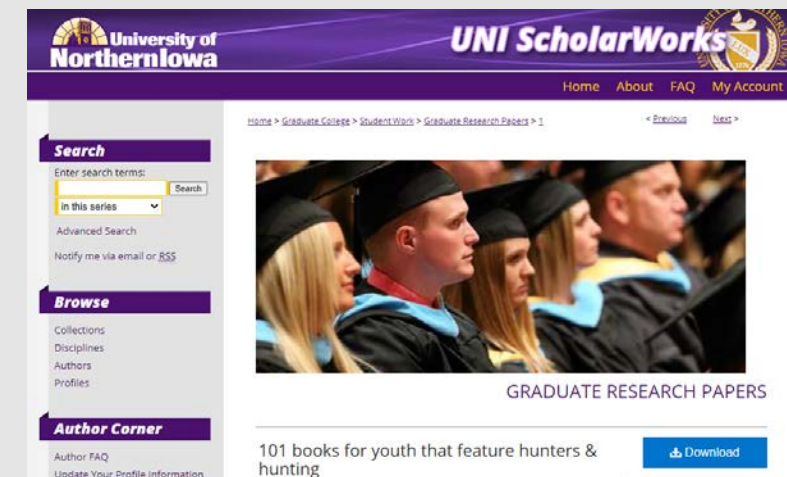 University of
Northern Iowa
UNI ScholarWorks
Home About FAQ My Account
Home > Graduate College > Student Work > Graduate Research Papers > 1
< Previous Next >
Search
Enter search terms:
Search
in this series
Advanced Search
Notify me via email or RSS
Browse
Collections
Disciplines
Authors
Profiles
GRADUATE RESEARCH PAPERS
Author Corner
Author FAQ
Update Your Profile Information
101 books for youth that feature hunters &
hunting
Download